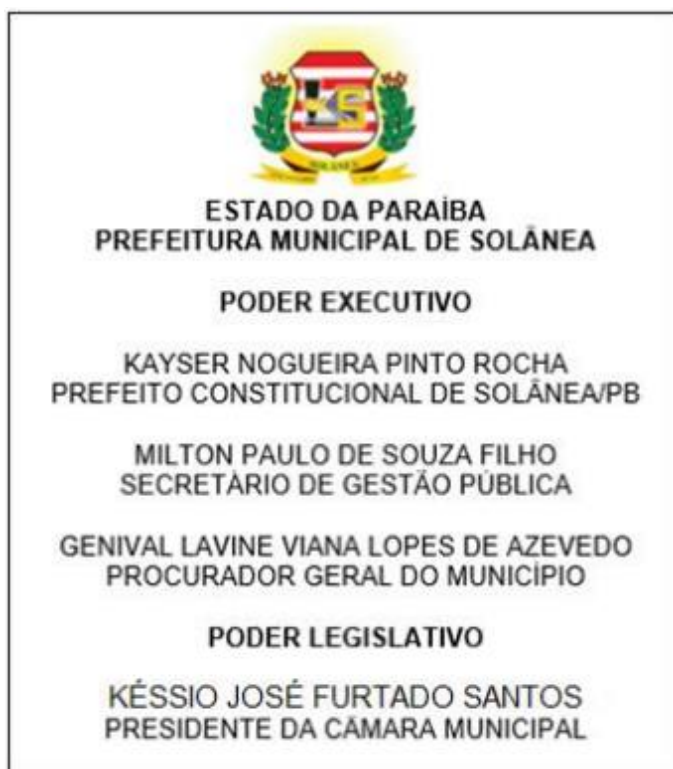 SOLÂNEA
ESTADO DA PARAÍBA
PREFEITURA MUNICIPAL DE SOLÂNEA
PODER EXECUTIVO
KAYSER NOGUEIRA PINTO ROCHA
PREFEITO CONSTITUCIONAL DE SOLÂNEA/PB
MILTON PAULO DE SOUZA FILHO
SECRETÁRIO DE GESTÃO PÚBLICA
GENIVAL LAVINE VIANA LOPES DE AZEVEDO
PROCURADOR GERAL DO MUNICÍPIO
PODER LEGISLATIVO
KÉSSIO JOSÉ FURTADO SANTOS
PRESIDENTE DA CÂMARA MUNICIPAL